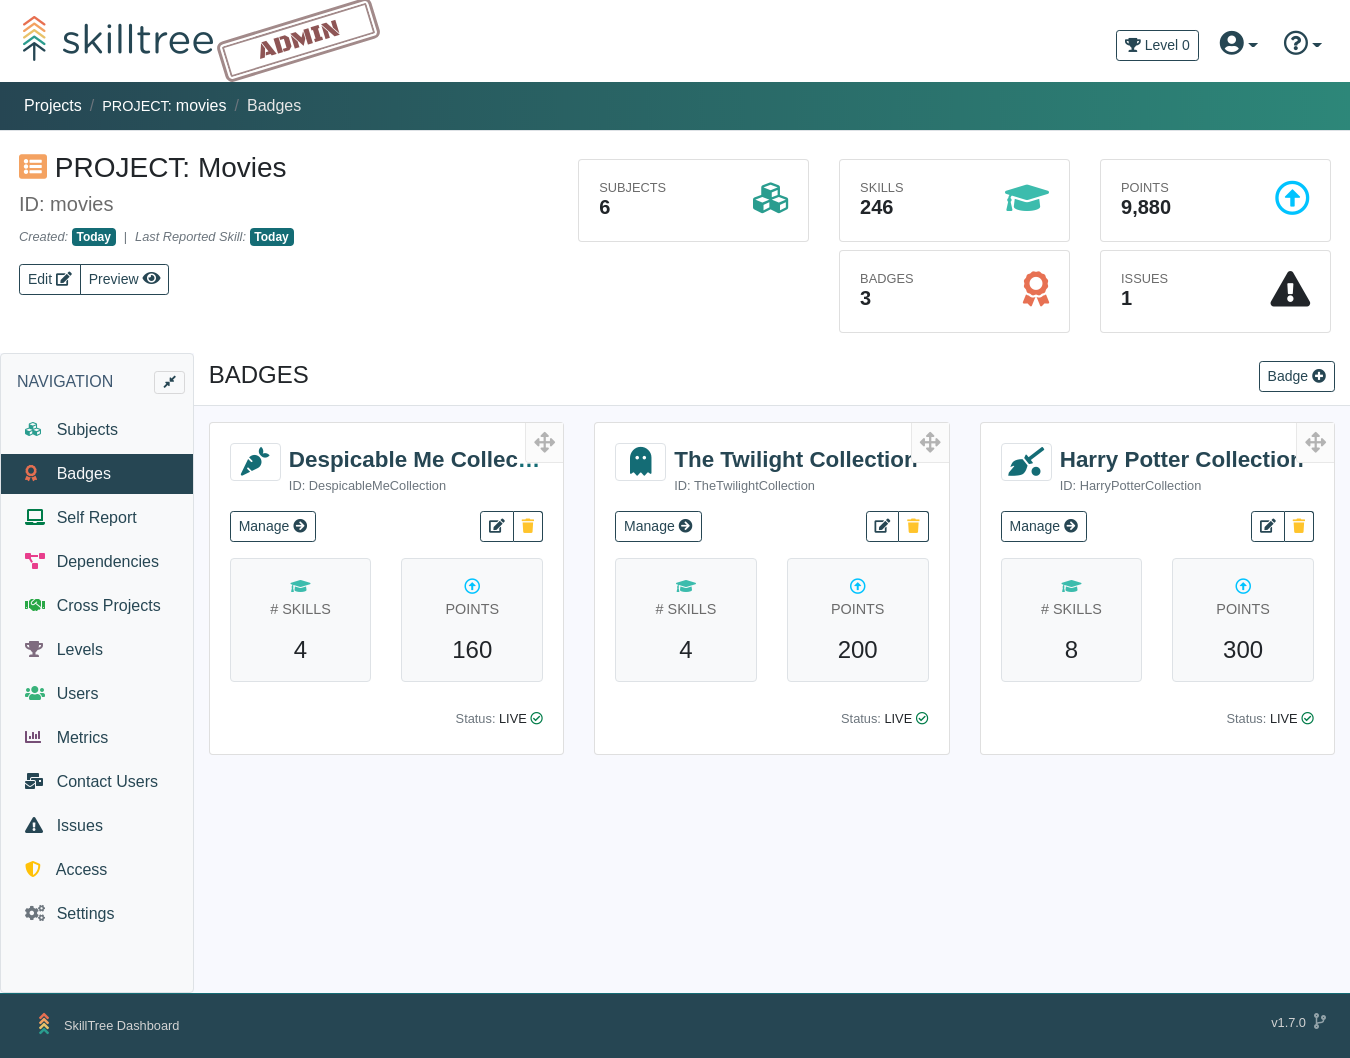 skilltree
ADMIN
Level 0
Projects / PROJECT: movies / Badges
PROJECT: Movies
ID: movies
Created: Today | Last Reported Skill: Today
Edit
Preview
SUBJECTS
6
SKILLS
246
POINTS
9,880
BADGES
3
ISSUES
1
NAVIGATION
Subjects
Badges
Self Report
Dependencies
Cross Projects
Levels
Users
Metrics
Contact Users
Issues
Access
Settings
BADGES
Badge
Despicable Me Collec...
ID: DespicableMeCollection
Manage
# SKILLS
4
POINTS
160
Status: LIVE
The Twilight Collection
ID: TheTwilightCollection
Manage
# SKILLS
4
POINTS
200
Status: LIVE
Harry Potter Collection
ID: HarryPotterCollection
Manage
# SKILLS
8
POINTS
300
Status: LIVE
SkillTree Dashboard
v1.7.0